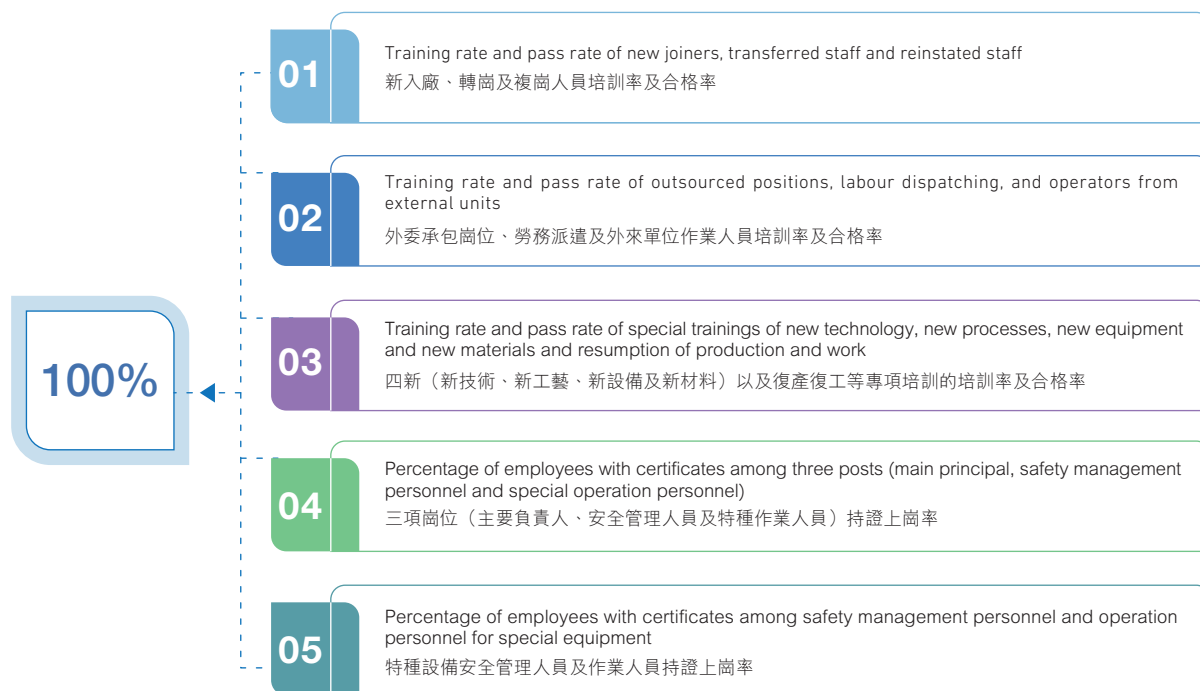 100%
01
Training rate and pass rate of new joiners, transferred staff and reinstated staff
新入廠、轉崗及複崗人員培訓率及合格率
02
Training rate and pass rate of outsourced positions, labour dispatching, and operators from
external units
外委承包崗位、勞務派遣及外來單位作業人員培訓率及合格率
03
Training rate and pass rate of special trainings of new technology, new processes, new equipment
and new materials and resumption of production and work
四新（新技術、新工藝、新設備及新材料）以及復產復工等專項培訓的培訓率及合格率
04
Percentage of employees with certificates among three posts (main principal, safety management
personnel and special operation personnel)
三項崗位（主要負責人、安全管理人員及特種作業人員）持證上崗率
05
Percentage of employees with certificates among safety management personnel and operation
personnel for special equipment
特種設備安全管理人員及作業人員持證上崗率